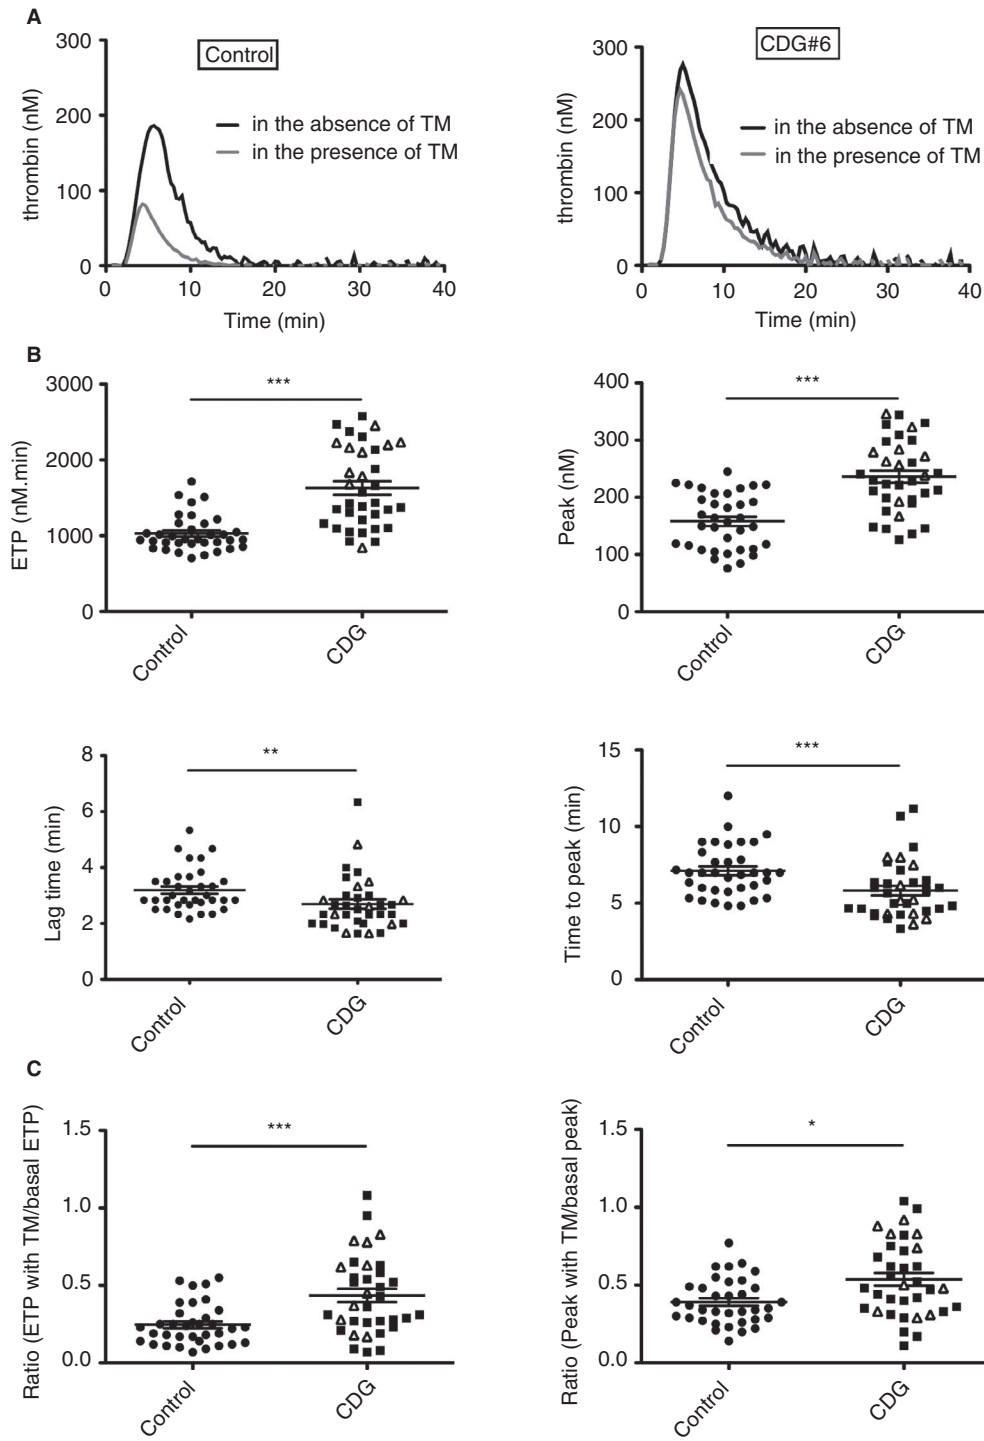 A
Control
thrombin (nM)
300
200
100
0
in the absence of TM
in the presence of TM
0 10 20 30 40
Time (min)
CDG#6
thrombin (nM)
300
200
100
0
in the absence of TM
in the presence of TM
0 10 20 30 40
Time (min)
B
ETP (nM.min)
3000
2000
1000
0
***
Control CDG
Peak (nM)
400
300
200
100
0
***
Control CDG
Lag time (min)
8
6
4
2
0
**
Control CDG
Time to peak (min)
15
10
5
0
***
Control CDG
C
Ratio (ETP with TM/basal ETP)
1.5
1.0
0.5
0.0
***
Control CDG
Ratio (Peak with TM/basal peak)
1.5
1.0
0.5
0.0
*
Control CDG